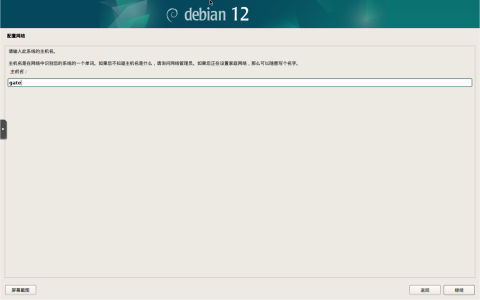 debian 12
配置网络
请输入此系统的主机名。
主机名是在网络中识别您的系统的一个单词。如果您不知道主机名是什么，请询问网络管理员。如果您正在设置家庭网络，那么可以随意写个名字。
主机名：
gate
屏幕截图
返回
继续